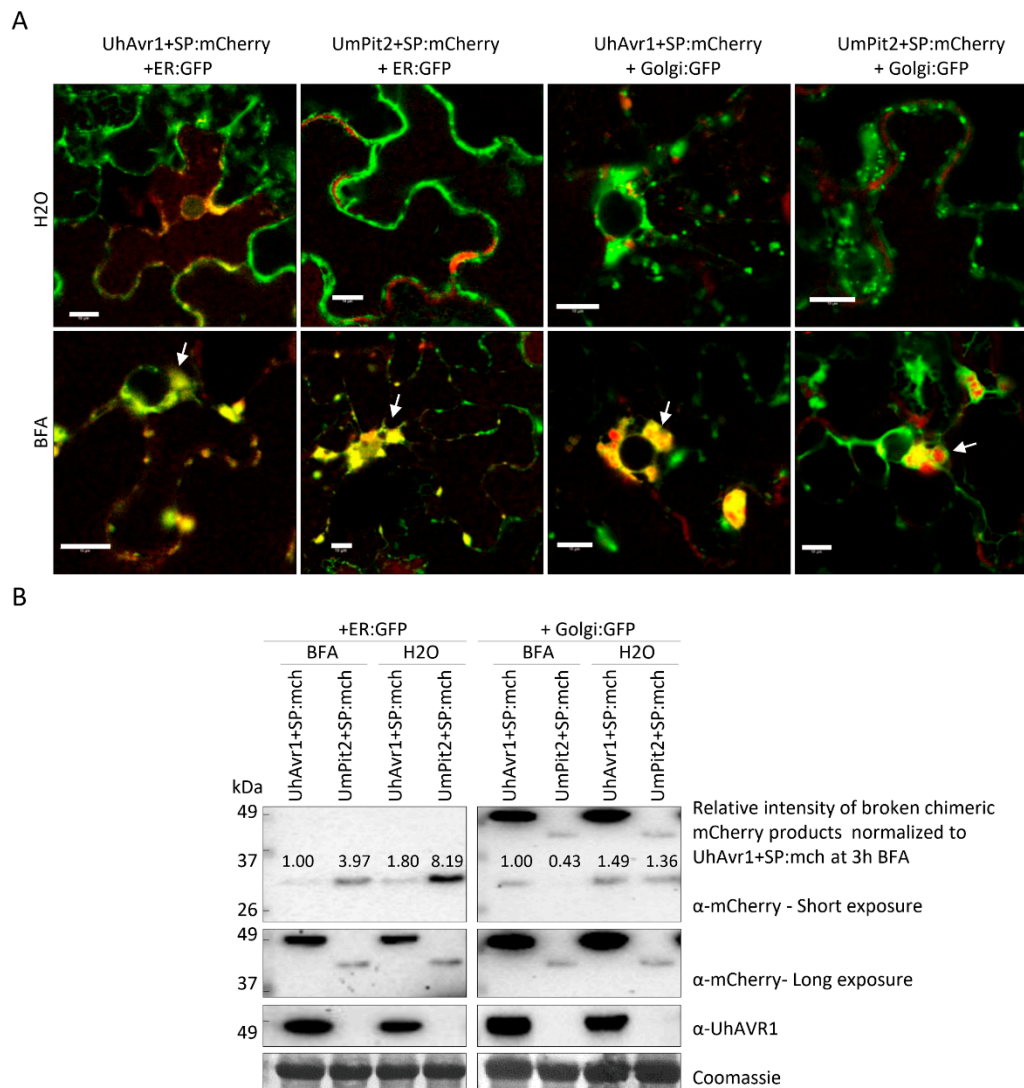 A
UhAvr1+SP:mCherry
+ER:GFP
UmPit2+SP:mCherry
+ ER:GFP
UhAvr1+SP:mCherry
+ Golgi:GFP
UmPit2+SP:mCherry
+ Golgi:GFP
H2O
BFA
B
+ER:GFP
+ Golgi:GFP
BFA
H2O
BFA
H2O
UhAvr1+SP:mch
UmPit2+SP:mch
UhAvr1+SP:mch
UmPit2+SP:mch
UhAvr1+SP:mch
UmPit2+SP:mch
UhAvr1+SP:mch
UmPit2+SP:mch
kDa
49
37
26
1.00 3.97 1.80 8.19
1.00 0.43 1.49 1.36
Relative intensity of broken chimeric
mCherry products normalized to
UhAvr1+SP:mch at 3h BFA
α-mCherry - Short exposure
49
37
α-mCherry- Long exposure
49
α-UhAVR1
Coomassie